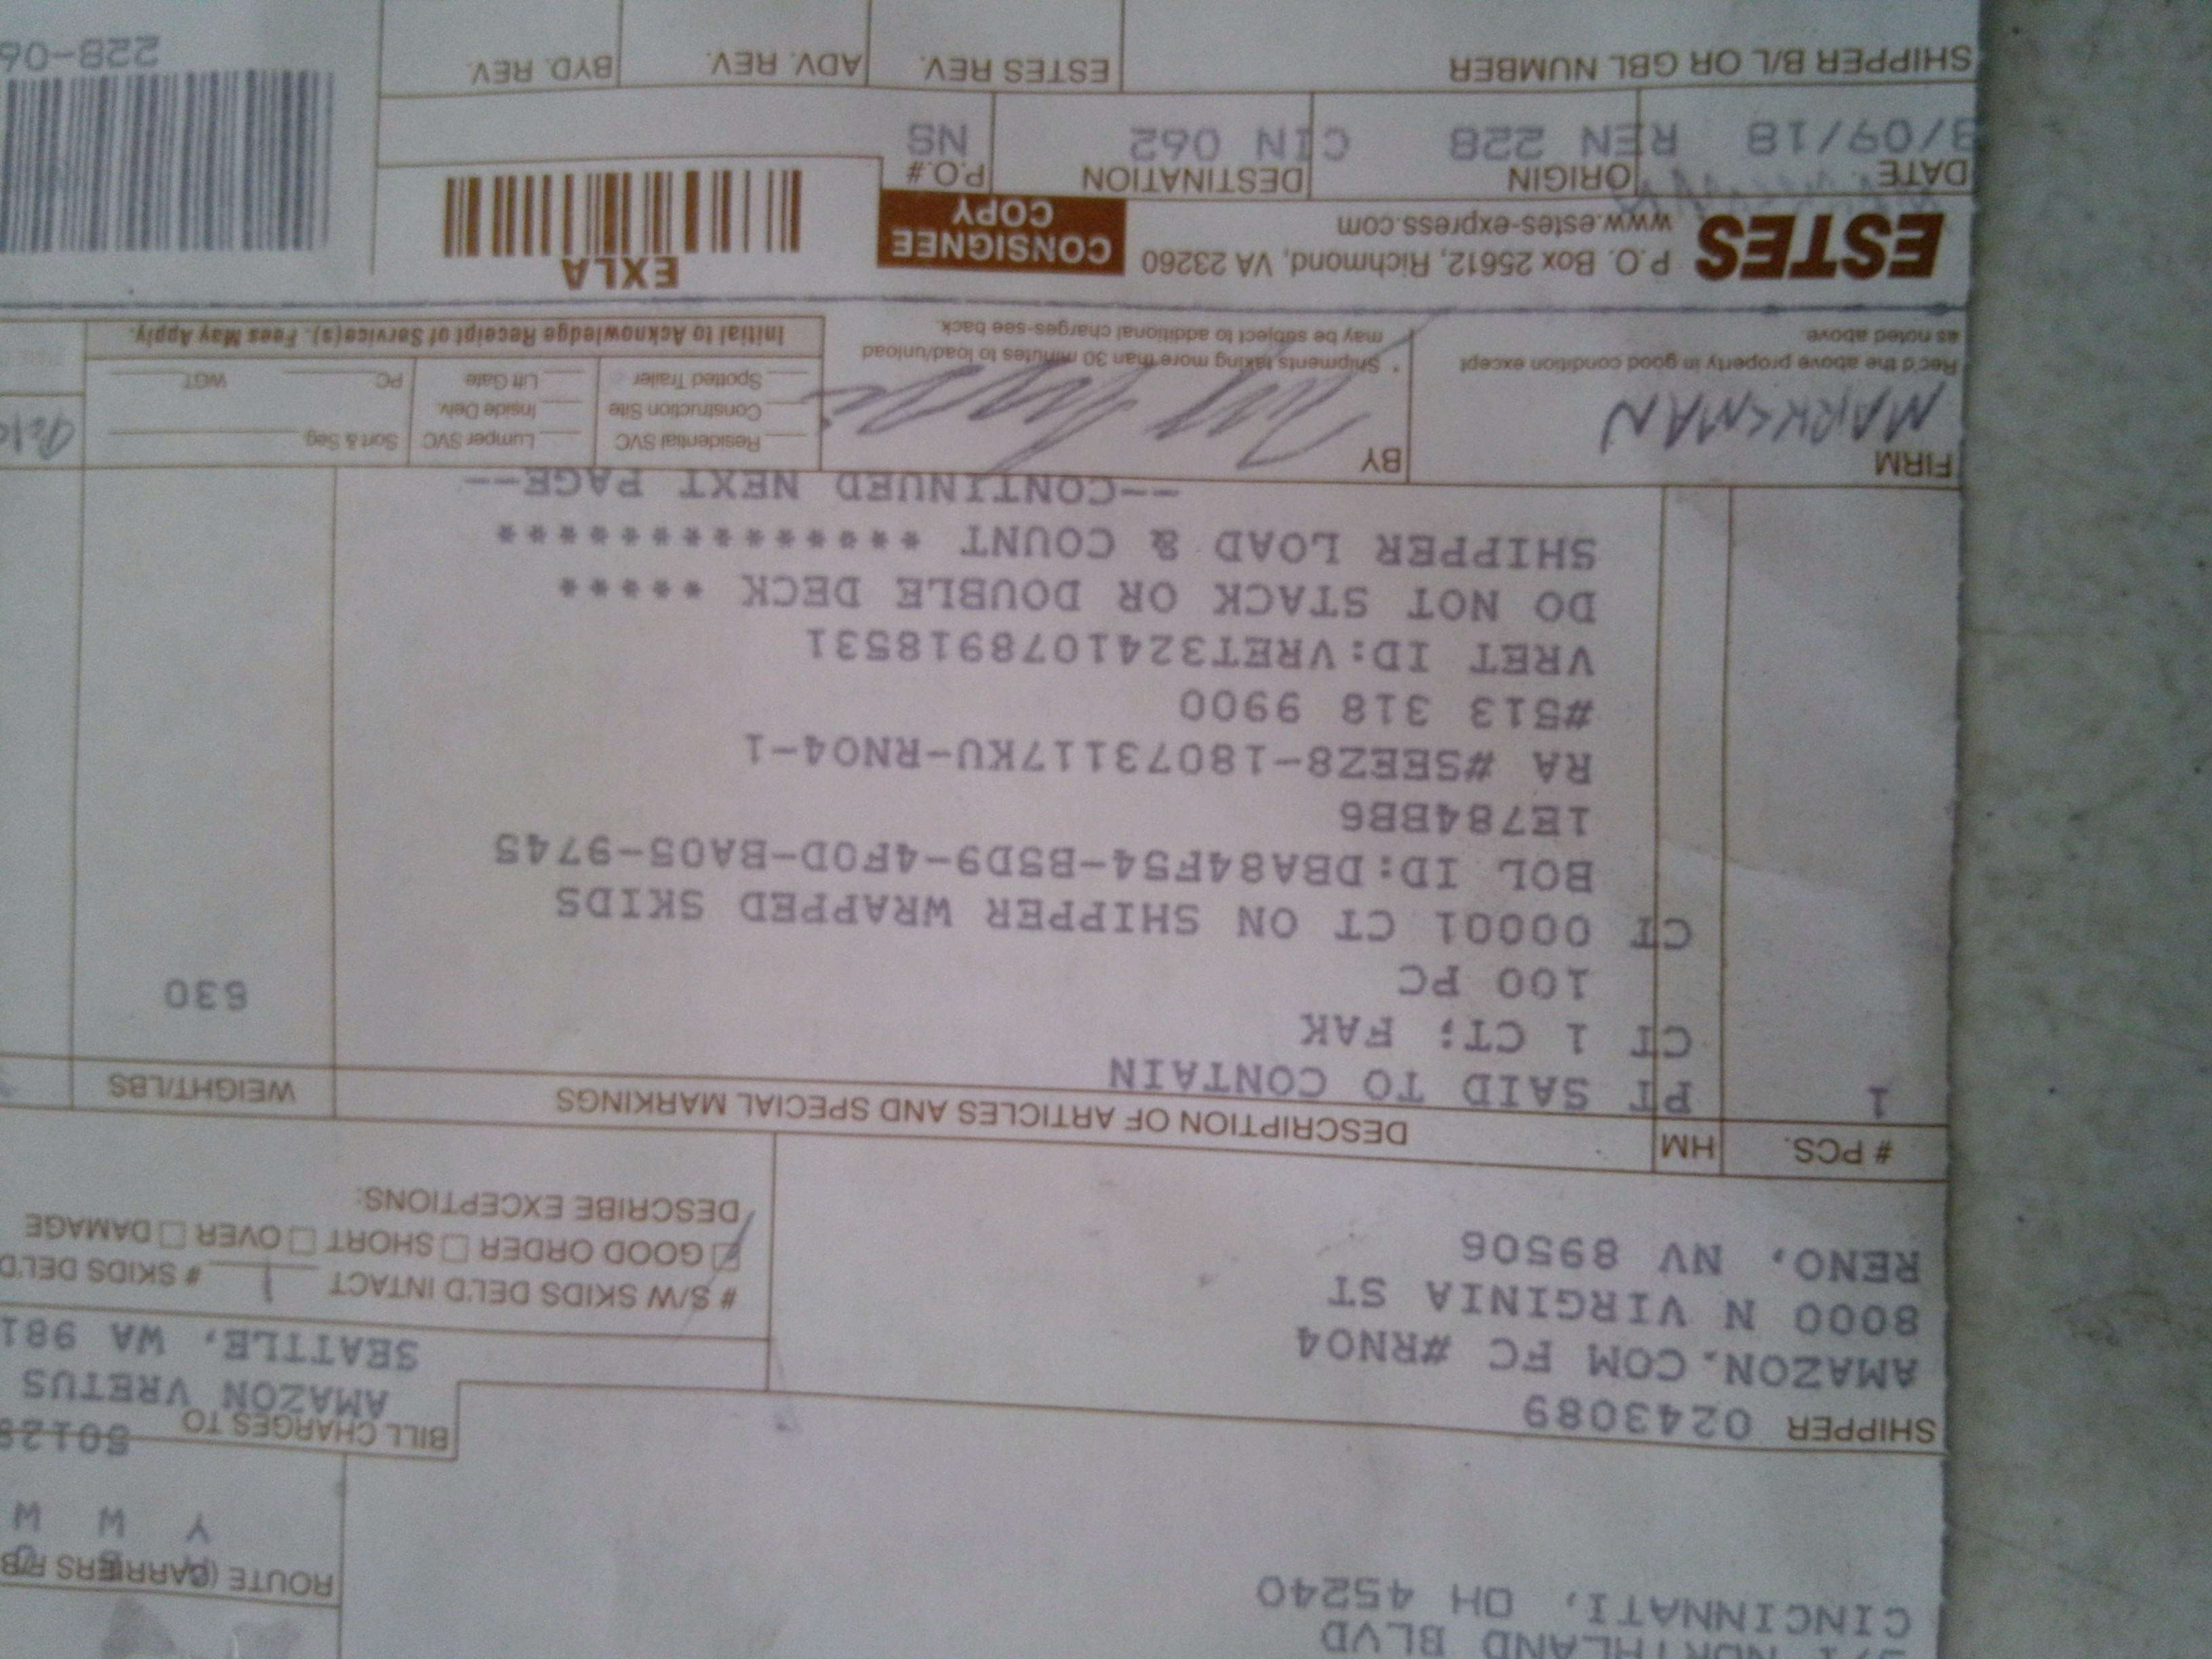 NORTHLAND BLVD
CINCINNATI, OH 45240
ROUTE (CARRIERS
Y W W
SHIPPER 0243089
AMAZON.COM FC #RNO4
8000 N VIRGINIA ST
RENO, NV 89506
BILL CHARGES TO
AMAZON VRETUS
SEATTLE, WA 981
# S/W SKIDS DEL'D INTACT 1 # SKIDS DEL'D
GOOD ORDER SHORT OVER DAMAGE
DESCRIBE EXCEPTIONS:
# PCS. HM DESCRIPTION OF ARTICLES AND SPECIAL MARKINGS WEIGHT/LBS
1 PT SAID TO CONTAIN
CT 1 CT; FAK
100 PC 530
CT 00001 CT ON SHIPPER WRAPPED SKIDS
BOL ID:DBA84F54-B5D9-4F0D-BA05-9745
1E784BB6
RA #SEEZ8-18073117KU-RNO4-1
#513 318 9900
VRET ID:VRET3241078918531
DO NOT STACK OR DOUBLE DECK *****
SHIPPER LOAD & COUNT **************
--CONTINUED NEXT PAGE--
FIRM
MARKSMAN
Rec'd the above property in good condition except
as noted above.
BY
* Shipments taking more than 30 minutes to load/unload
may be subject to additional charges-see back.
Residential SVC Lumper SVC Sort & Seg
Construction Site Inside Delv.
Spotted Trailer Lift Gate PC WGT
Initial to Acknowledge Receipt of Service(s). Fees May Apply.
ESTES
P.O. Box 25612, Richmond, VA 23260
www.estes-express.com
CONSIGNEE
COPY
EXLA
DATE ORIGIN DESTINATION P.O.#
/09/18 REN 228 CIN 062 NS
SHIPPER B/L OR GBL NUMBER ESTES REV. ADV. REV. BYD. REV.
228-06